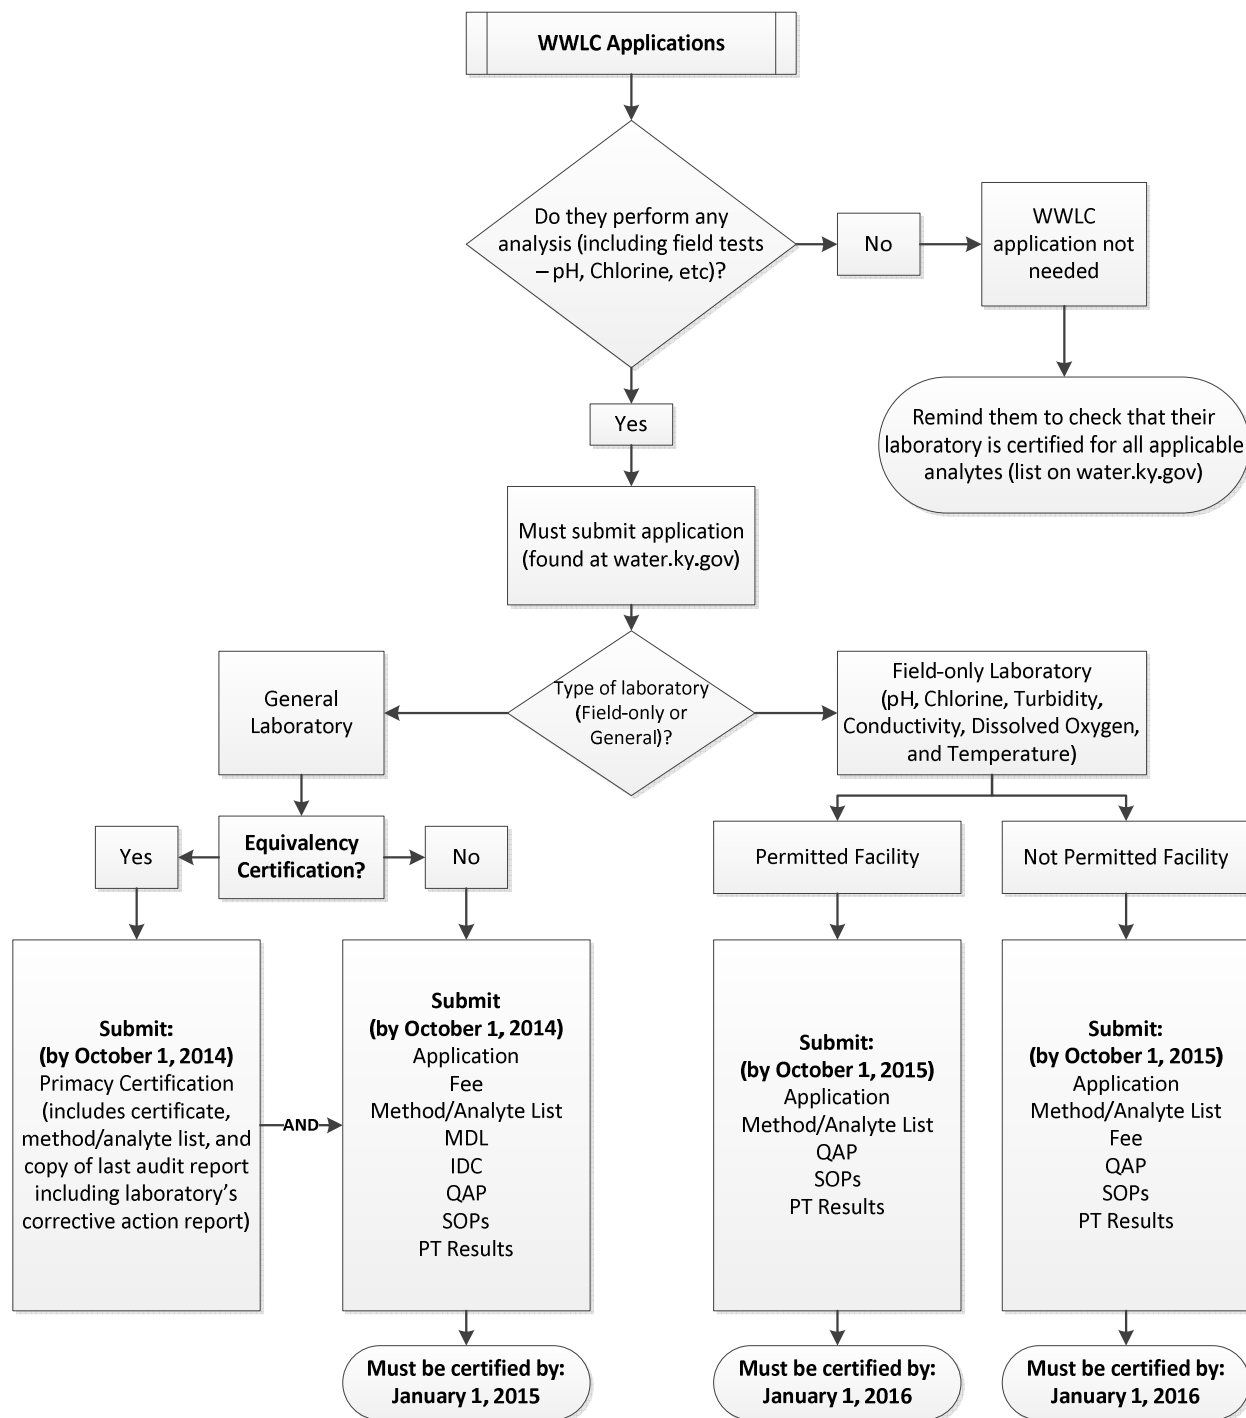 WWLC Applications
Do they perform any
analysis (including field tests
– pH, Chlorine, etc)?
No
WWLC
application not
needed
Remind them to check that their
laboratory is certified for all applicable
analytes (list on water.ky.gov)
Yes
Must submit application
(found at water.ky.gov)
Type of laboratory
(Field-only or
General)?
General
Laboratory
Field-only Laboratory
(pH, Chlorine, Turbidity,
Conductivity, Dissolved Oxygen,
and Temperature)
Equivalency
Certification?
Yes
No
Permitted Facility
Not Permitted Facility
Submit:
(by October 1, 2014)
Primacy Certification
(includes certificate,
method/analyte list, and
copy of last audit report
including laboratory’s
corrective action report)
AND
Submit
(by October 1, 2014)
Application
Fee
Method/Analyte List
MDL
IDC
QAP
SOPs
PT Results
Submit:
(by October 1, 2015)
Application
Method/Analyte List
QAP
SOPs
PT Results
Submit:
(by October 1, 2015)
Application
Method/Analyte List
Fee
QAP
SOPs
PT Results
Must be certified by:
January 1, 2015
Must be certified by:
January 1, 2016
Must be certified by:
January 1, 2016